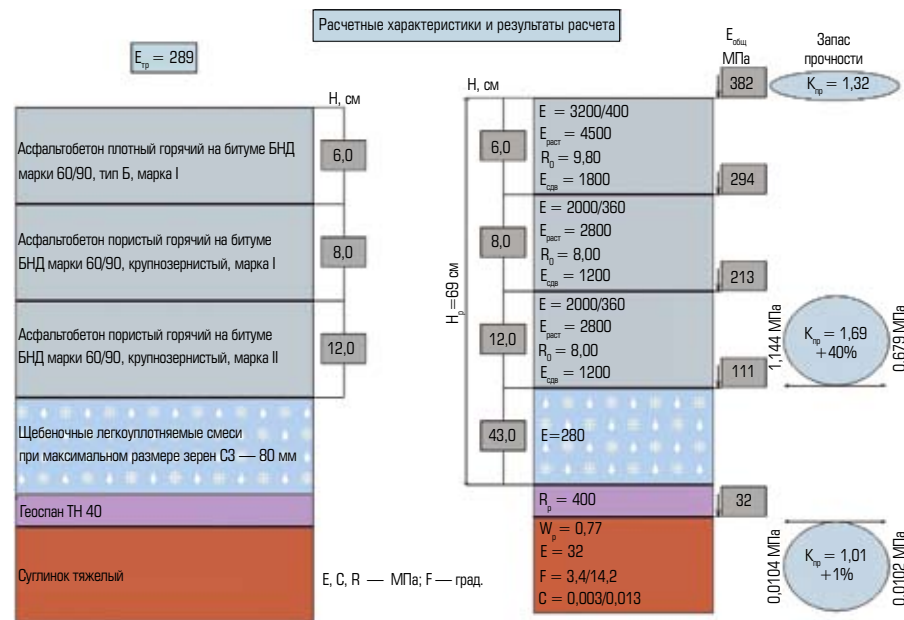 Расчетные характеристики и результаты расчета
Eтр = 289
H, см
Асфальтобетон плотный горячий на битуме БНД
марки 60/90, тип Б, марка I
6,0
Асфальтобетон пористый горячий на битуме
БНД марки 60/90, крупнозернистый, марка I
8,0
Асфальтобетон пористый горячий на битуме
БНД марки 60/90, крупнозернистый, марка II
12,0
Щебеночные легкоуплотняемые смеси
при максимальном размере зерен С3 — 80 мм
Геоспан ТН 40
Суглинок тяжелый
E, C, R — МПа; F — град.
H, см
Hр =69 см
6,0
8,0
12,0
43,0
E = 3200/400
Eраст = 4500
R0 = 9,80
Eсдв = 1800
E = 2000/360
Eраст = 2800
R0 = 8,00
Eсдв = 1200
E = 2000/360
Eраст = 2800
R0 = 8,00
Eсдв = 1200
E=280
Rр = 400
Wр = 0,77
E = 32
F = 3,4/14,2
C = 0,003/0,013
Eобщ
МПа
382
294
213
111
32
Запас
прочности
Kпр = 1,32
1,144 МПа
Kпр = 1,69
+40%
0,679 МПа
0,0104 МПа
Kпр = 1,01
+1%
0,0102 МПа